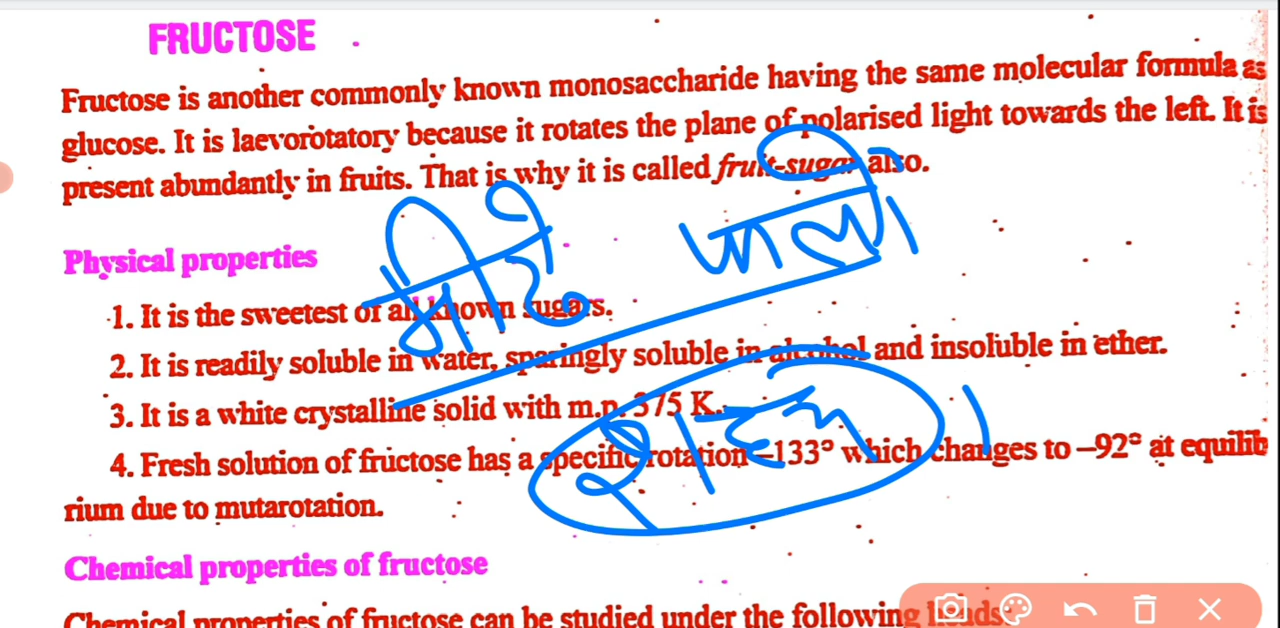 FRUCTOSE
Fructose is another commonly known monosaccharide having the same molecular formula as
glucose. It is laevorotatory because it rotates the plane of polarised light towards the left. It is
present abundantly in fruits. That is why it is called fruit-sugar also.
Physical properties
1. It is the sweetest of all known sugars.
2. It is readily soluble in water, sparingly soluble in alcohol and insoluble in ether.
3. It is a white crystalline solid with m.p. 375 K.
4. Fresh solution of fructose has a specific rotation –133° which changes to –92° at equilib
rium due to mutarotation.
Chemical properties of fructose
Chemical properties of fructose can be studied under the following heads